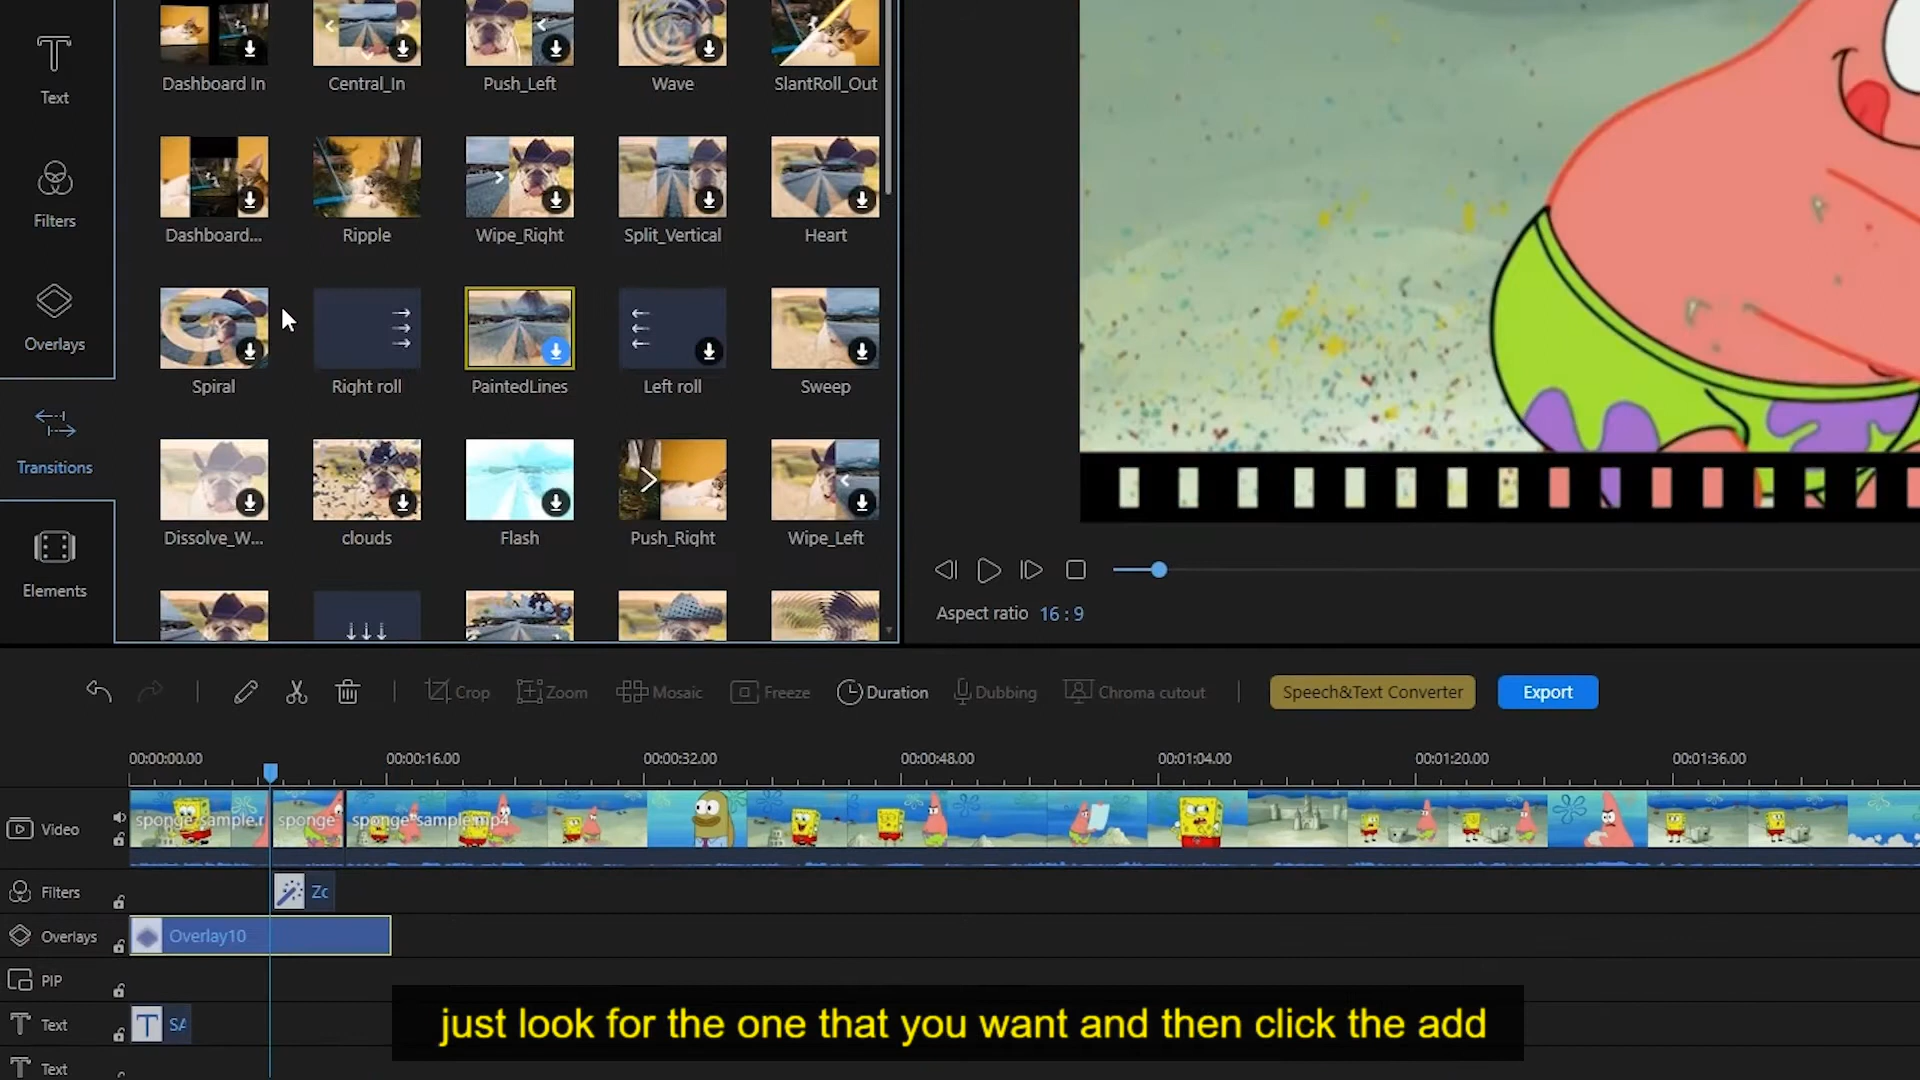 Text
Filters
Overlays
Transitions
Elements
Dashboard In
Central_In
Push_Left
Wave
SlantRoll_Out
Dashboard...
Ripple
Wipe_Right
Split_Vertical
Heart
Spiral
Right roll
PaintedLines
Left roll
Sweep
Dissolve_W...
clouds
Flash
Push_Right
Wipe_Left
Aspect ratio 16 : 9
Crop
Zoom
Mosaic
Freeze
Duration
Dubbing
Chroma cutout
Speech&Text Converter
Export
00:00:00.00
00:00:16.00
00:00:32.00
00:00:48.00
00:01:04.00
00:01:20.00
00:01:36.00
Video
sponge sample.r
sponge
sponge sample.mp4
Filters
Zc
Overlays
Overlay10
PIP
Text
SA
Text
just look for the one that you want and then click the add